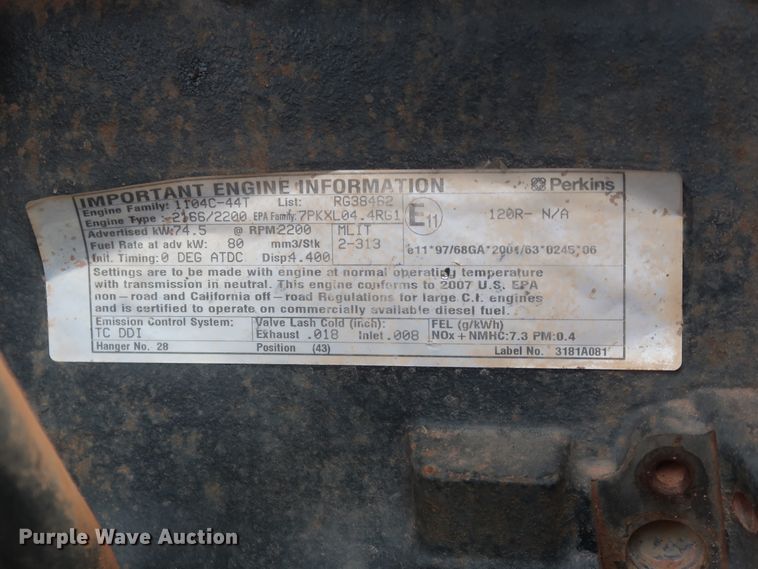 IMPORTANT ENGINE INFORMATION Perkins
Engine Family: 1104C-44T List: RG38462
Engine Type : 2166/2200 EPA Family: 7PKXL04.4RG1 E11 120R- N/A
Advertised kW: 74.5 @ RPM: 2200 MLIT
Fuel Rate at adv kW: 80 mm3/Stk 2-313 e11*97/68GA*2001/63*0245*06
Init. Timing: 0 DEG ATDC Disp: 4.400
Settings are to be made with engine at normal operating temperature
with transmission in neutral. This engine conforms to 2007 U.S. EPA
non-road and California off-road Regulations for large C.I. engines
and is certified to operate on commercially available diesel fuel.
Emission Control System: Valve Lash Cold (inch): FEL (g/kWh)
TC DDI Exhaust .018 Inlet .008 NOx + NMHC: 7.3 PM: 0.4
Hanger No. 28 Position (43) Label No. 3181A081
Purple Wave Auction®